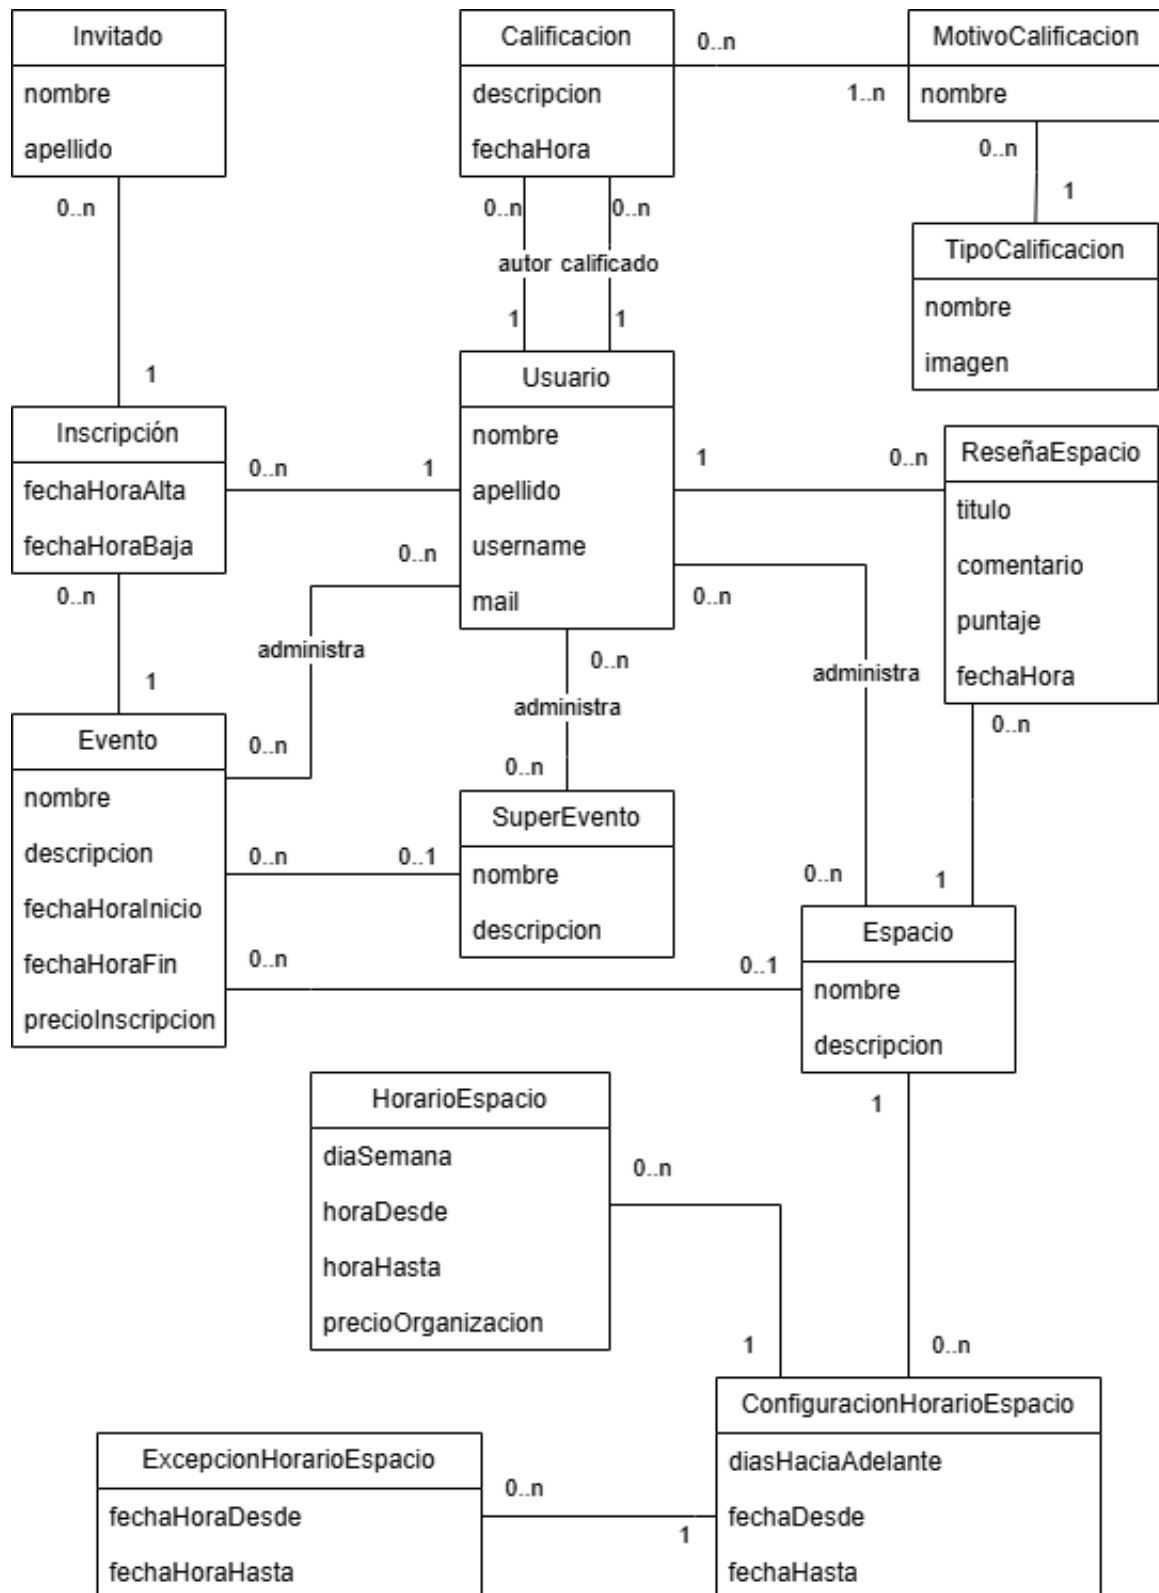 Invitado
nombre
apellido
0..n
1
Calificacion
descripcion
fechaHora
0..n
1..n
MotivoCalificacion
nombre
0..n
1
TipoCalificacion
nombre
imagen
0..n
0..n
autor
calificado
1
1
Usuario
nombre
apellido
username
mail
Inscripción
fechaHoraAlta
fechaHoraBaja
0..n
1
1
0..n
ReseñaEspacio
titulo
comentario
puntaje
fechaHora
0..n
1
0..n
administra
0..n
0..n
administra
0..n
0..n
administra
0..n
0..n
1
Evento
nombre
descripcion
fechaHoraInicio
fechaHoraFin
precioInscripcion
0..n
0..1
SuperEvento
nombre
descripcion
0..n
0..1
Espacio
nombre
descripcion
1
0..n
HorarioEspacio
diaSemana
horaDesde
horaHasta
precioOrganizacion
0..n
1
ConfiguracionHorarioEspacio
diasHaciaAdelante
fechaDesde
fechaHasta
ExcepcionHorarioEspacio
fechaHoraDesde
fechaHoraHasta
0..n
1